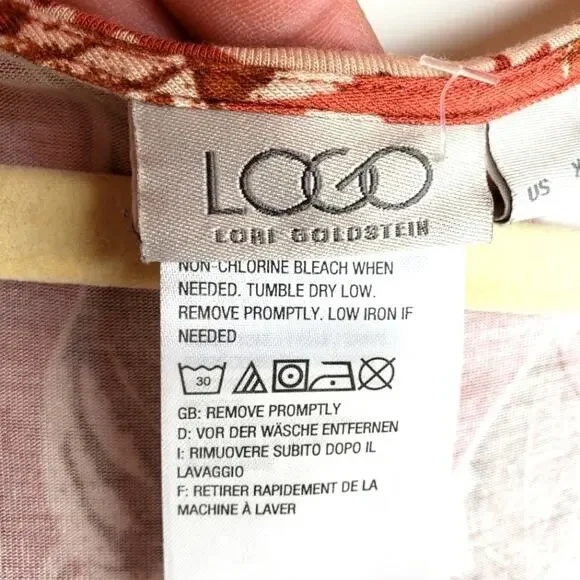 LOGO
LORI GOLDSTEIN
US
NON-CHLORINE BLEACH WHEN
NEEDED. TUMBLE DRY LOW.
REMOVE PROMPTLY. LOW IRON IF
NEEDED
30
GB: REMOVE PROMPTLY
D: VOR DER WÄSCHE ENTFERNEN
I: RIMUOVERE SUBITO DOPO IL
LAVAGGIO
F: RETIRER RAPIDEMENT DE LA
MACHINE À LAVER